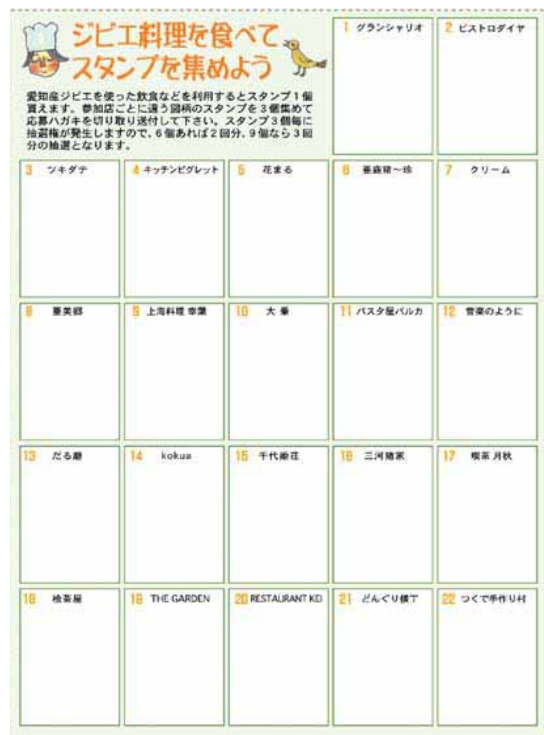 ジビエ料理を食べて
スタンプを集めよう
愛知産ジビエを使った飲食などを利用するとスタンプ1個
貰えます。参加店ごとに違う図柄のスタンプを3個集めて
応募ハガキを切り取り送付して下さい。スタンプ3個毎に
抽選権が発生しますので、6個あれば2回分、9個なら3回
分の抽選となります。
1 グランシャリオ
2 ビストロダイヤ
3 ツキダテ
4 キッチンピグレット
5 花まる
6
7 クリーム
8 亜美郷
9 上海料理 幸葉
10 大乗
11 パスタ屋バルカ
12 音楽のように
13 だる磨
14 kokua
15 千代姫荘
16 三河猪家
17 喫茶 月秋
18 桧茶屋
19 THE GARDEN
20 RESTAURANT KEI
21 どんぐり横丁
22 つくで手作り村